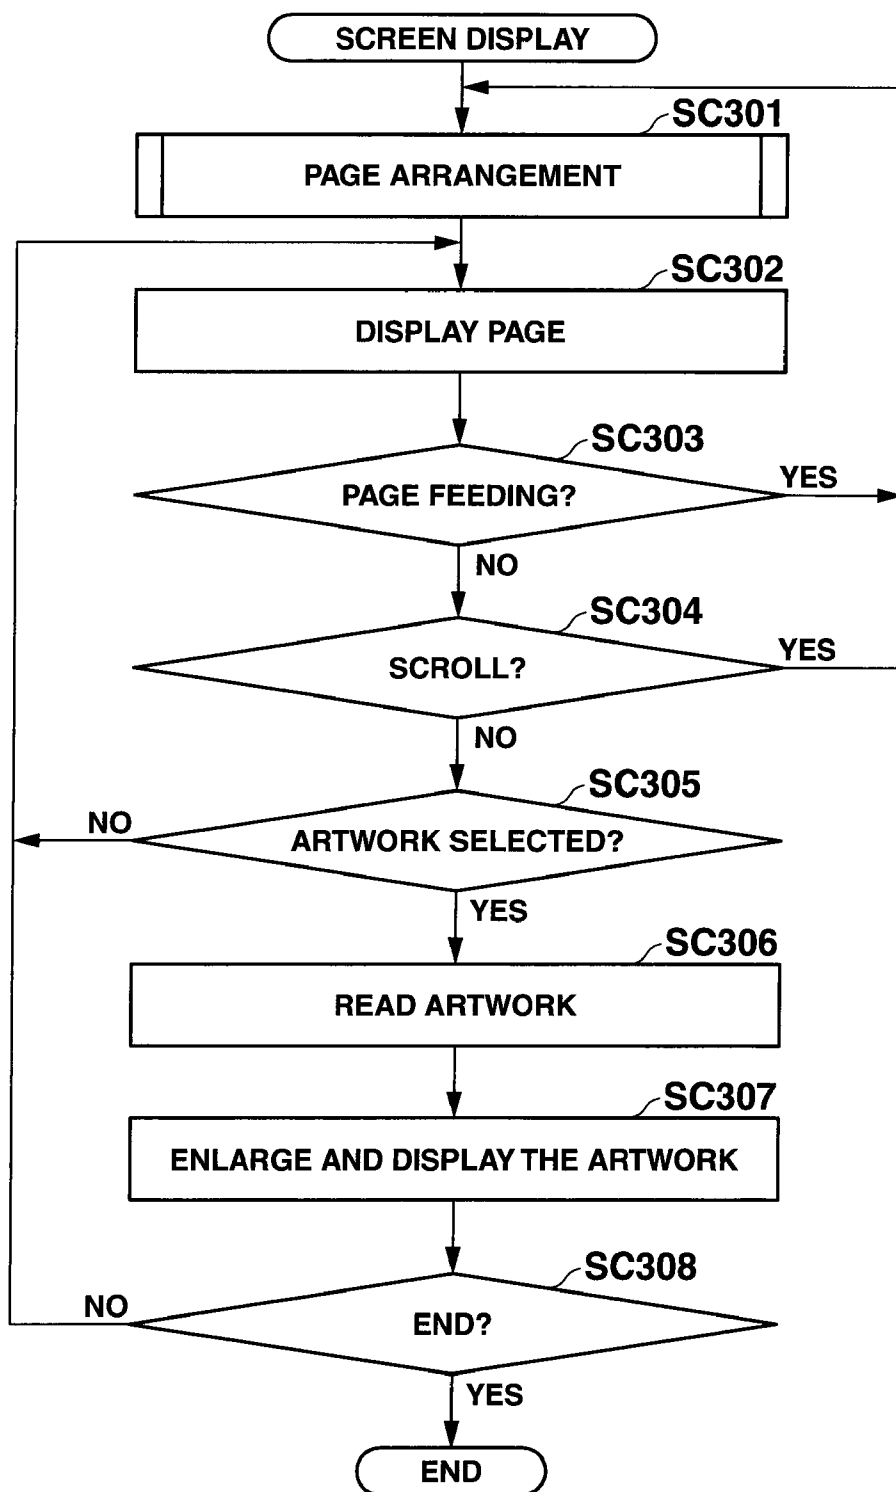 SCREEN DISPLAY
SC301
PAGE ARRANGEMENT
SC302
DISPLAY PAGE
SC303
PAGE FEEDING?
YES
NO
SC304
SCROLL?
YES
NO
SC305
ARTWORK SELECTED?
NO
YES
SC306
READ ARTWORK
SC307
ENLARGE AND DISPLAY THE ARTWORK
SC308
END?
NO
YES
END